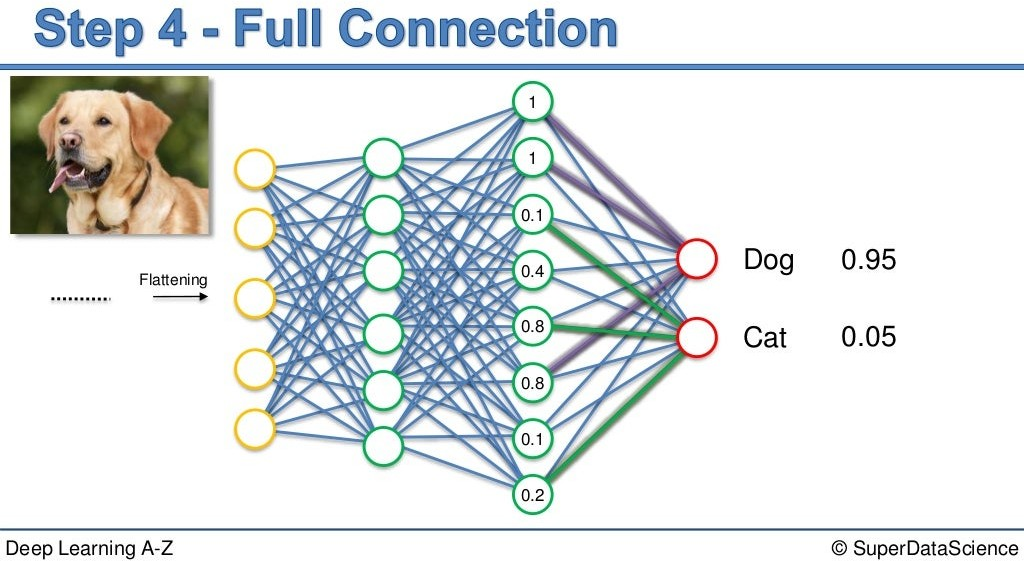 Step 4 - Full Connection
Flattening
1
1
0.1
0.4
0.8
0.8
0.1
0.2
Dog 0.95
Cat 0.05
Deep Learning A-Z
© SuperDataScience